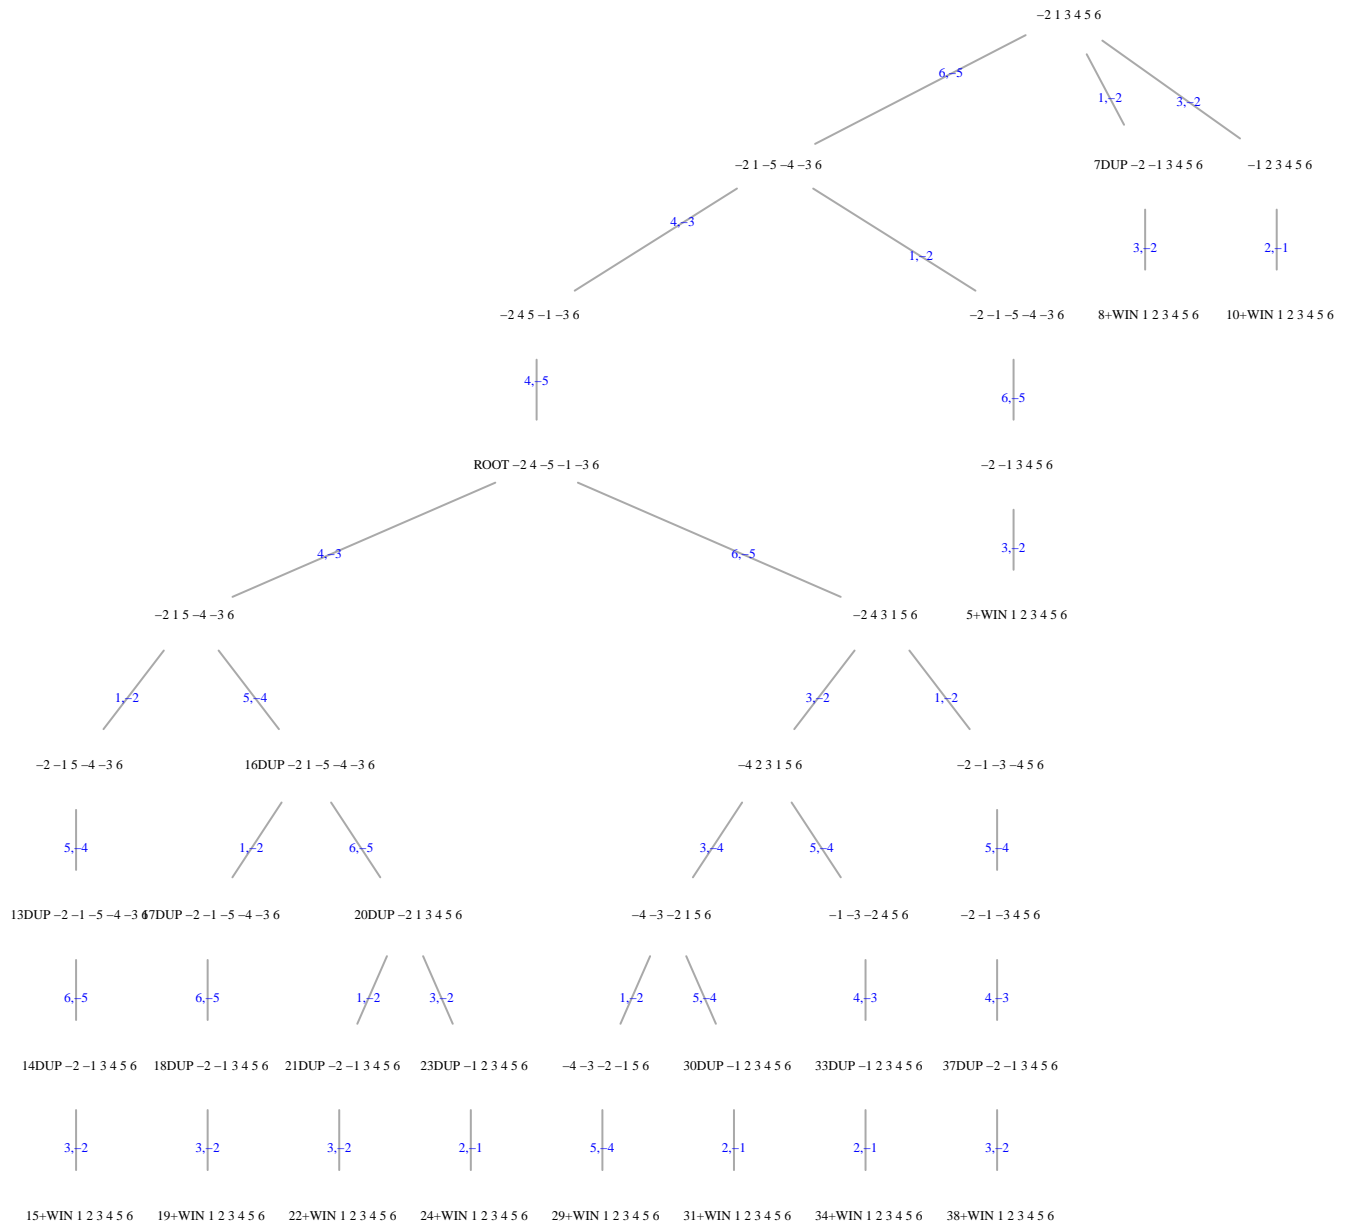 −2 1 3 4 5 6
6,−5
1,−2
3,−2
−2 1 −5 −4 −3 6
7DUP −2 −1 3 4 5 6
−1 2 3 4 5 6
4,−3
1,−2
3,−2
2,−1
−2 4 5 −1 −3 6
−2 −1 −5 −4 −3 6
8+WIN 1 2 3 4 5 6
10+WIN 1 2 3 4 5 6
4,−5
6,−5
ROOT −2 4 −5 −1 −3 6
−2 −1 3 4 5 6
4,−3
6,−5
3,−2
−2 1 5 −4 −3 6
−2 4 3 1 5 6
5+WIN 1 2 3 4 5 6
1,−2
5,−4
3,−2
1,−2
−2 −1 5 −4 −3 6
16DUP −2 1 −5 −4 −3 6
−4 2 3 1 5 6
−2 −1 −3 −4 5 6
5,−4
1,−2
6,−5
3,−4
5,−4
5,−4
13DUP −2 −1 −5 −4 −3 6
17DUP −2 −1 −5 −4 −3 6
20DUP −2 1 3 4 5 6
−4 −3 −2 1 5 6
−1 −3 −2 4 5 6
−2 −1 −3 4 5 6
6,−5
6,−5
1,−2
3,−2
1,−2
5,−4
4,−3
4,−3
14DUP −2 −1 3 4 5 6
18DUP −2 −1 3 4 5 6
21DUP −2 −1 3 4 5 6
23DUP −1 2 3 4 5 6
−4 −3 −2 −1 5 6
30DUP −1 2 3 4 5 6
33DUP −1 2 3 4 5 6
37DUP −2 −1 3 4 5 6
3,−2
3,−2
3,−2
2,−1
5,−4
2,−1
2,−1
3,−2
15+WIN 1 2 3 4 5 6
19+WIN 1 2 3 4 5 6
22+WIN 1 2 3 4 5 6
24+WIN 1 2 3 4 5 6
29+WIN 1 2 3 4 5 6
31+WIN 1 2 3 4 5 6
34+WIN 1 2 3 4 5 6
38+WIN 1 2 3 4 5 6